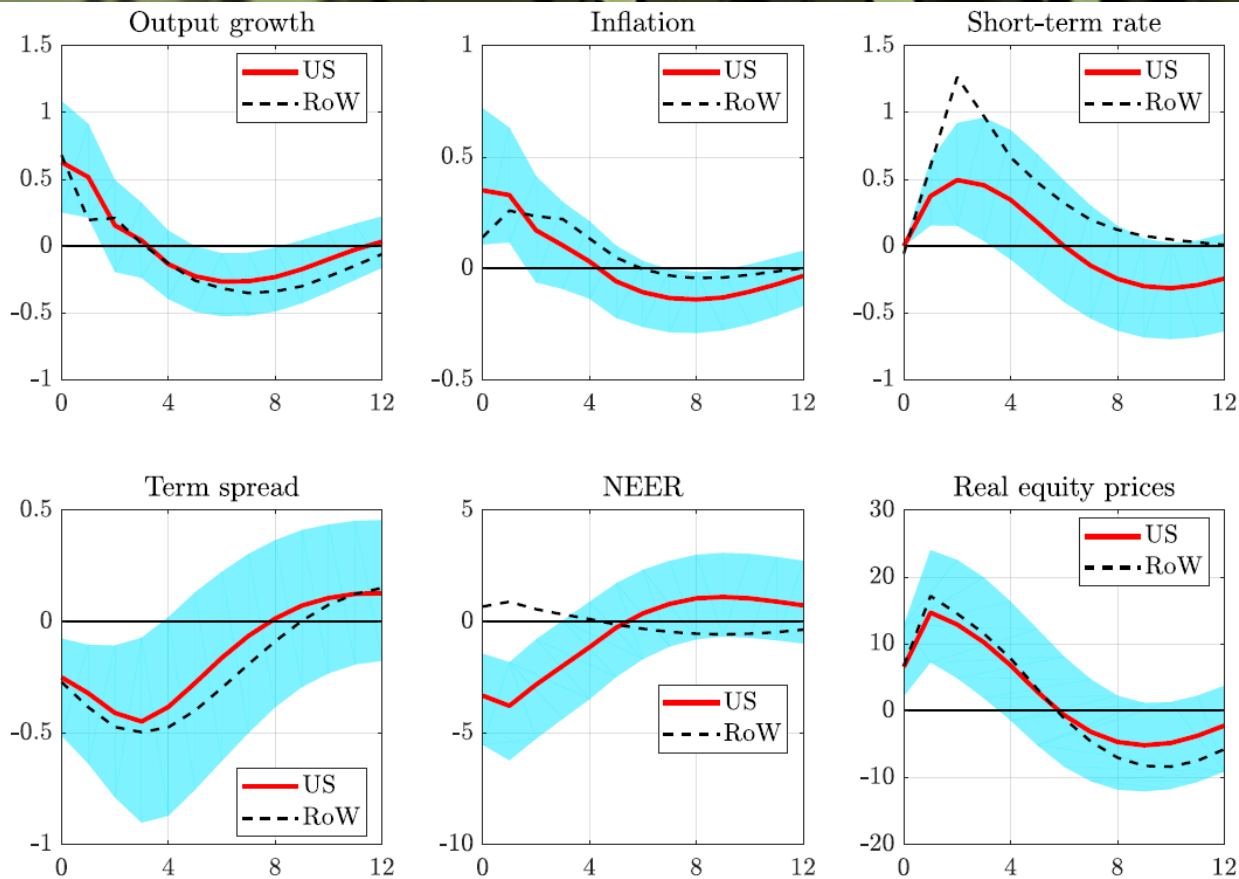 Output growth
1.5
1
0.5
0
-0.5
-1
0 4 8 12
US
RoW
Inflation
1
0.5
0
-0.5
0 4 8 12
US
RoW
Short-term rate
1.5
1
0.5
0
-0.5
-1
0 4 8 12
US
RoW
Term spread
0.5
0
-0.5
-1
0 4 8 12
US
RoW
NEER
5
0
-5
-10
0 4 8 12
US
RoW
Real equity prices
30
20
10
0
-10
-20
0 4 8 12
US
RoW